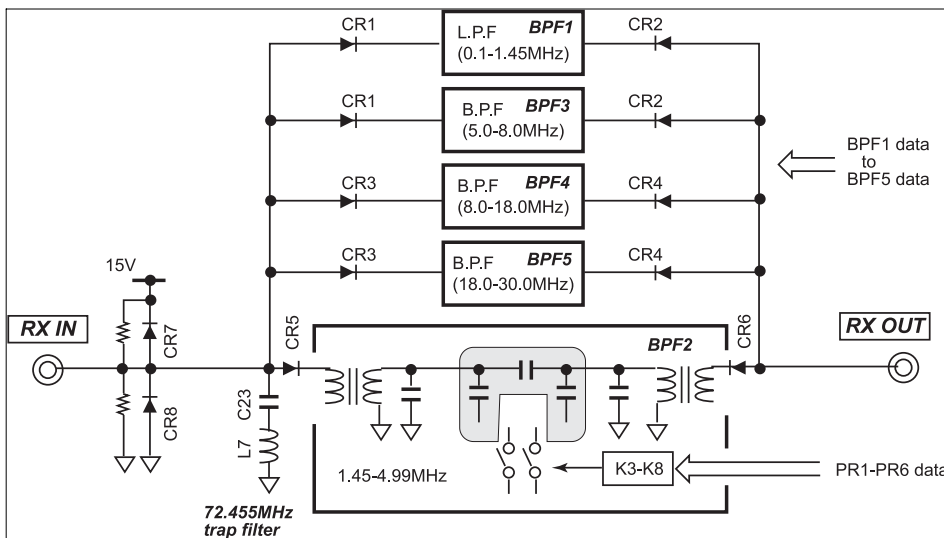 CR1
L.P.F BPF1
(0.1-1.45MHz)
CR2
CR1
B.P.F BPF3
(5.0-8.0MHz)
CR2
BPF1 data
to
BPF5 data
CR3
B.P.F BPF4
(8.0-18.0MHz)
CR4
CR3
B.P.F BPF5
(18.0-30.0MHz)
CR4
15V
RX IN
CR7
CR8
CR5
BPF2
CR6
RX OUT
C23
L7
1.45-4.99MHz
K3-K8
PR1-PR6 data
72.455MHz
trap filter